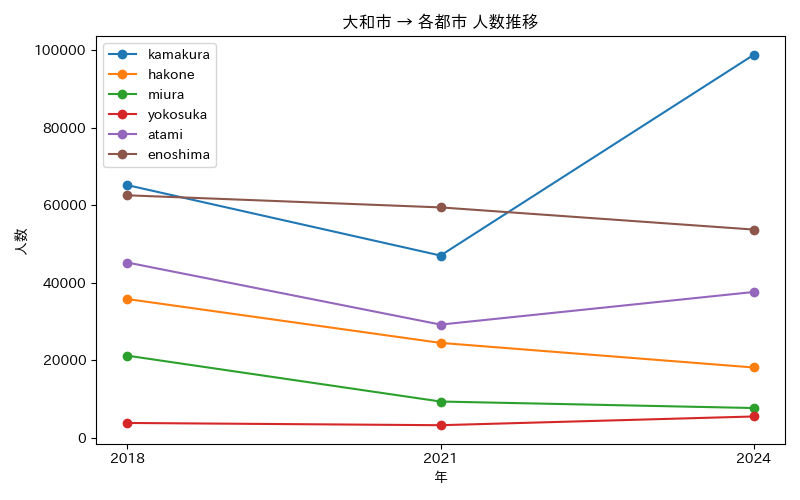 大和市 → 各都市 人数推移
kamakura
hakone
miura
yokosuka
atami
enoshima
人数
100000
80000
60000
40000
20000
0
2018 2021 2024
年